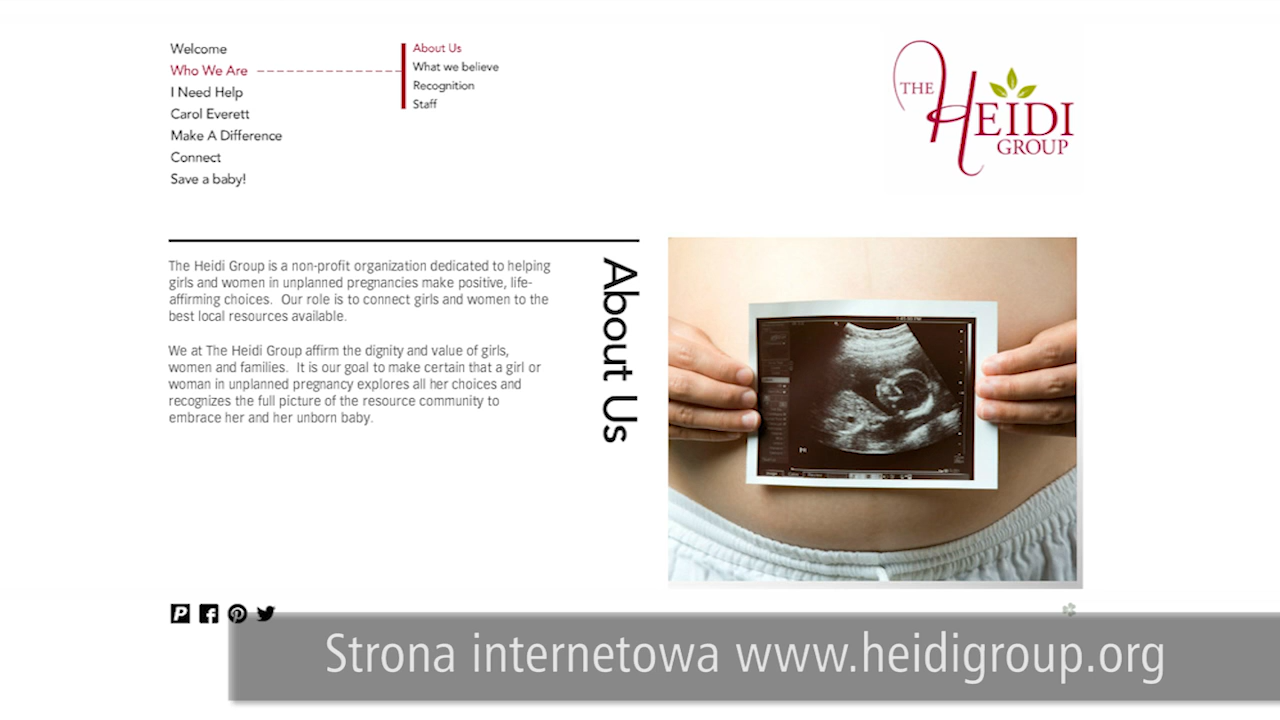 Welcome
Who We Are
I Need Help
Carol Everett
Make A Difference
Connect
Save a baby!
About Us
What we believe
Recognition
Staff
THE
HEIDI
GROUP
The Heidi Group is a non-profit organization dedicated to helping
girls and women in unplanned pregnancies make positive, life-
affirming choices.  Our role is to connect girls and women to the
best local resources available.
We at The Heidi Group affirm the dignity and value of girls,
women and families.  It is our goal to make certain that a girl or
woman in unplanned pregnancy explores all her choices and
recognizes the full picture of the resource community to
embrace her and her unborn baby.
About Us
Strona internetowa www.heidigroup.org